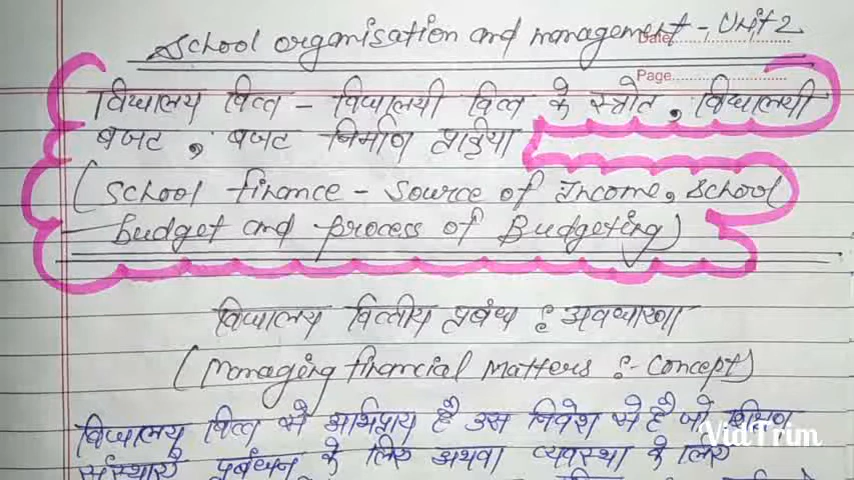 School organisation and management - Unit 2
Date
Page
विद्यालय वित्त - विद्यालयी वित्त के स्त्रोत, विद्यालयी
बजट, बजट निर्माण प्रक्रिया
(School finance - Source of Income, School
budget and process of Budgeting)
विद्यालय वित्तीय प्रबंध : अवधारणा
(Managing financial Matters :- Concept)
विद्यालय वित्त से अभिप्राय है उस निवेश से है जो शिक्षण
संस्थाएं प्रबंधन के लिए अथवा व्यवस्था के लिए
VidTrim